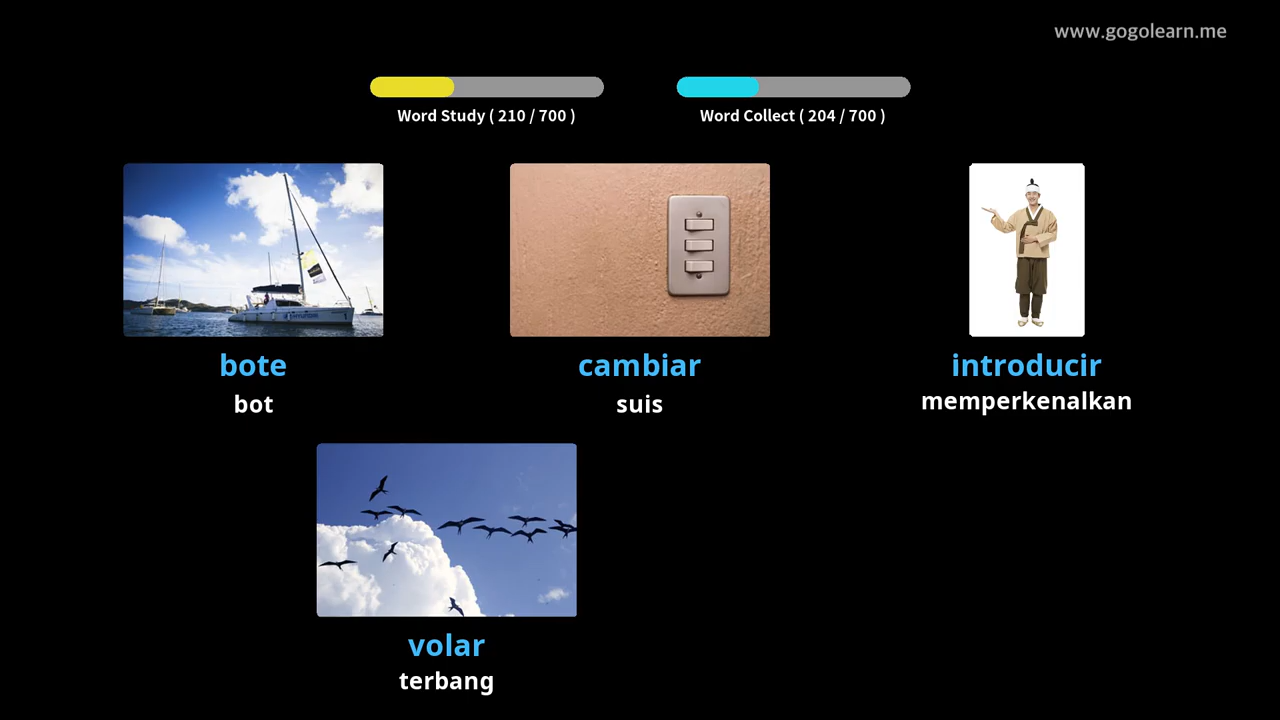 www.gogolearn.me
Word Study ( 210 / 700 )
Word Collect ( 204 / 700 )
bote
bot
cambiar
suis
introducir
memperkenalkan
volar
terbang